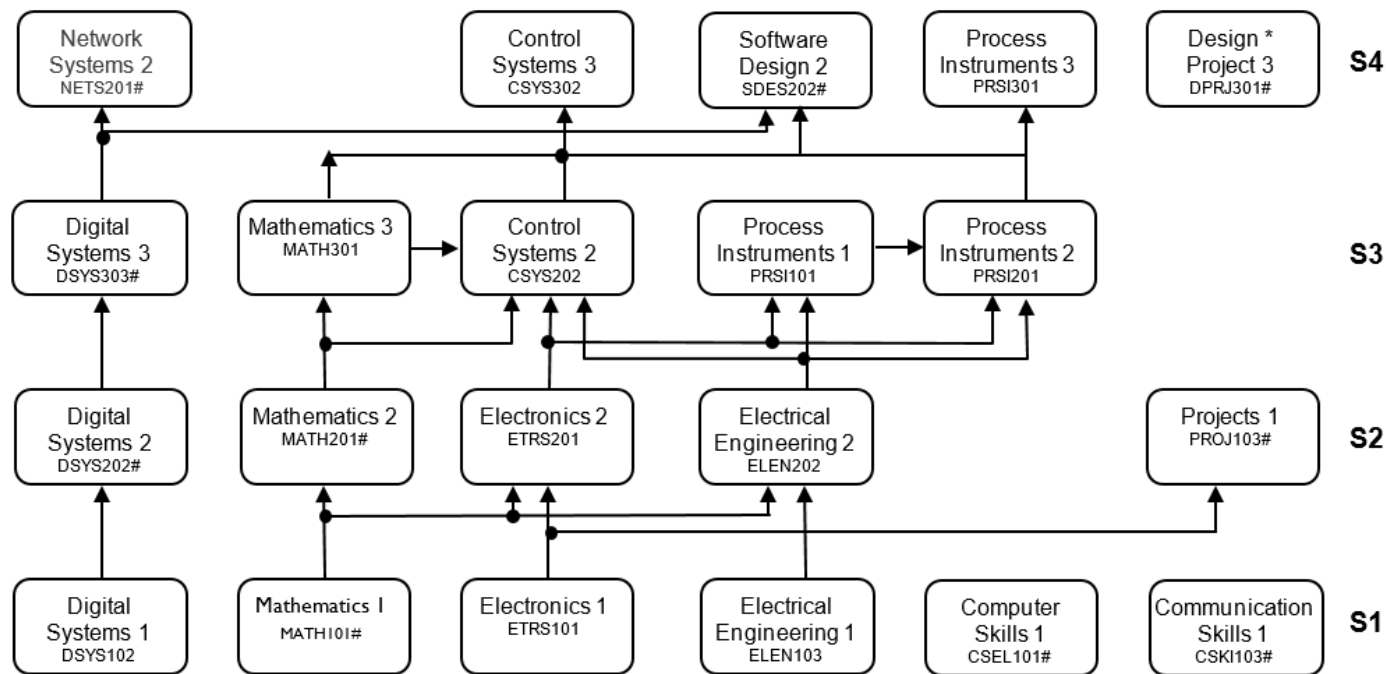 Network
Systems 2
NETS201#
Control
Systems 3
CSYS302
Software
Design 2
SDES202#
Process
Instruments 3
PRSI301
Design *
Project 3
DPRJ301#
S4
Digital
Systems 3
DSYS303#
Mathematics 3
MATH301
Control
Systems 2
CSYS202
Process
Instruments 1
PRSI101
Process
Instruments 2
PRSI201
S3
Digital
Systems 2
DSYS202#
Mathematics 2
MATH201#
Electronics 2
ETRS201
Electrical
Engineering 2
ELEN202
Projects 1
PROJ103#
S2
Digital
Systems 1
DSYS102
Mathematics I
MATH101#
Electronics 1
ETRS101
Electrical
Engineering 1
ELEN103
Computer
Skills 1
CSEL101#
Communication
Skills 1
CSKI103#
S1